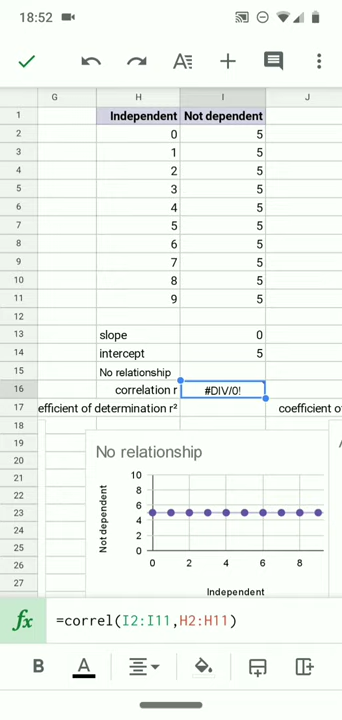 18:52
G H I J
1 Independent Not dependent
2 0 5
3 1 5
4 2 5
5 3 5
6 4 5
7 5 5
8 6 5
9 7 5
10 8 5
11 9 5
12
13 slope 0
14 intercept 5
15 No relationship
16 correlation r #DIV/0!
17 efficient of determination r² coefficient o
18
19
20
21
22
23
24
25
26
27
No relationship
Not dependent
10
8
6
4
2
0
0 2 4 6 8
Independent
fx =correl(I2:I11,H2:H11)
B A